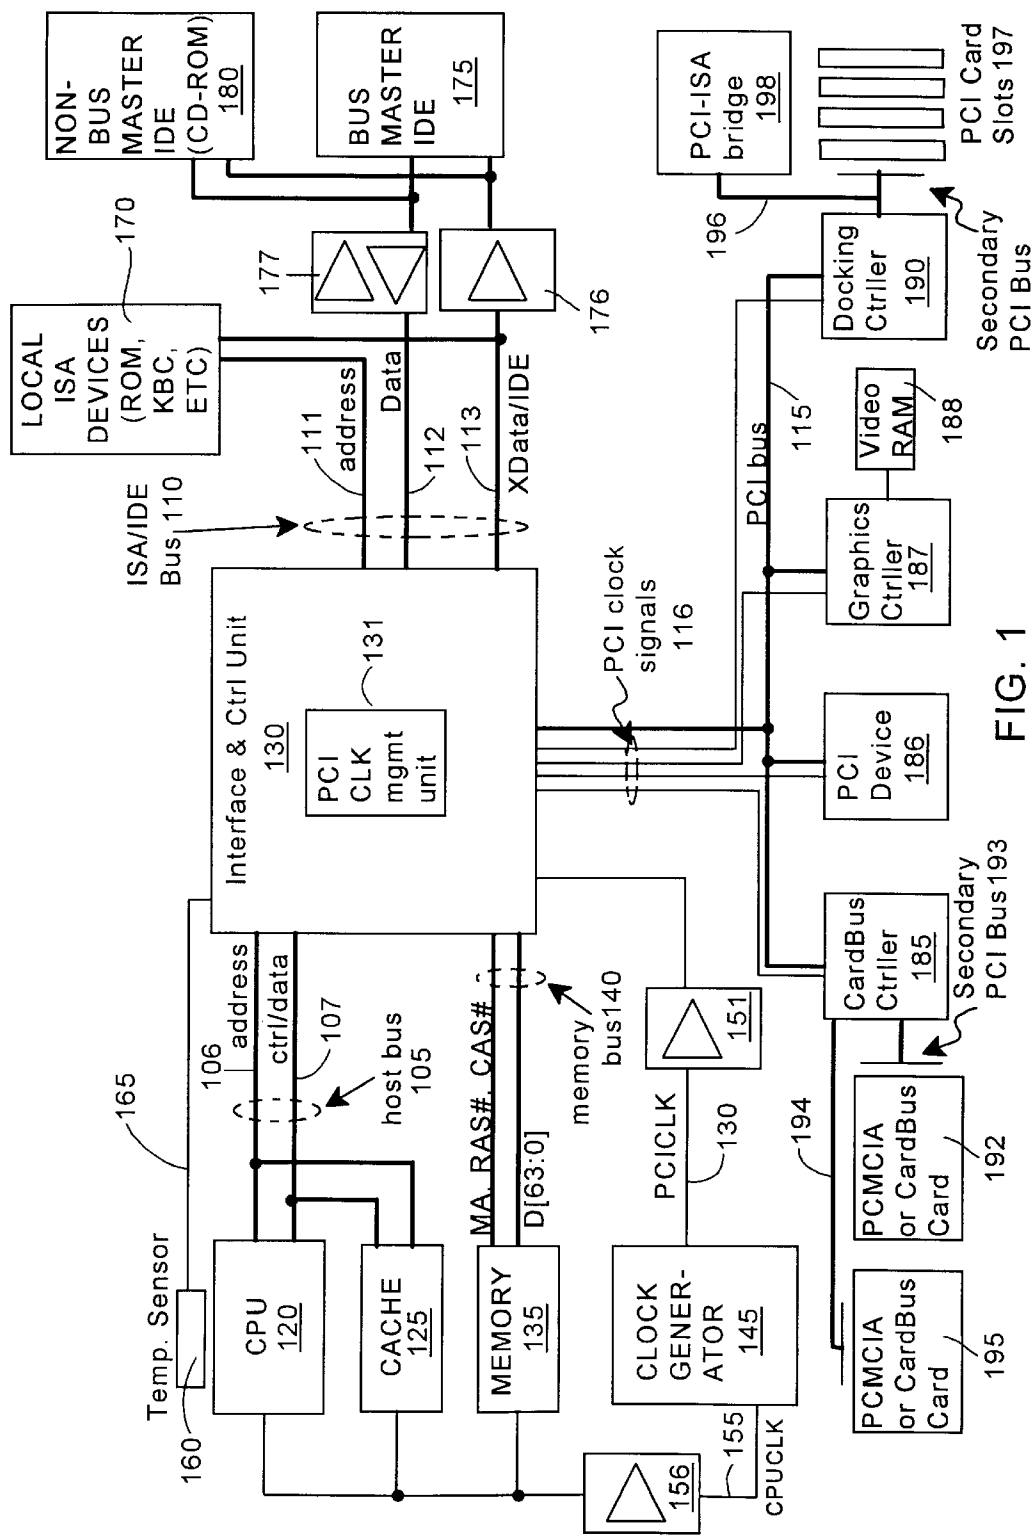 Temp. Sensor
160
165
CPU
120
CACHE
125
MEMORY
135
106
address
ctrl/data
107
host bus
105
MA, RAS#, CAS#
D[63:0]
memory
bus140
Interface & Ctrl Unit
130
PCI
CLK
mgmt
unit
131
ISA/IDE
Bus 110
111
address
Data
112
XData/IDE
113
LOCAL
ISA
DEVICES
(ROM,
KBC,
ETC)
170
177
176
NON-
BUS
MASTER
IDE
(CD-ROM)
180
BUS
MASTER
IDE
175
CLOCK
GENER-
ATOR
145
PCICLK
130
151
156
155
CPUCLK
PCI clock
signals
116
PCI bus
115
PCMCIA
or CardBus
Card
195
PCMCIA
or CardBus
Card
192
194
CardBus
Ctrller
185
Secondary
PCI Bus193
PCI
Device
186
Graphics
Ctrller
187
Video
RAM
188
Docking
Ctrller
190
196
PCI-ISA
bridge
198
PCI Card
Slots197
Secondary
PCI Bus
FIG. 1